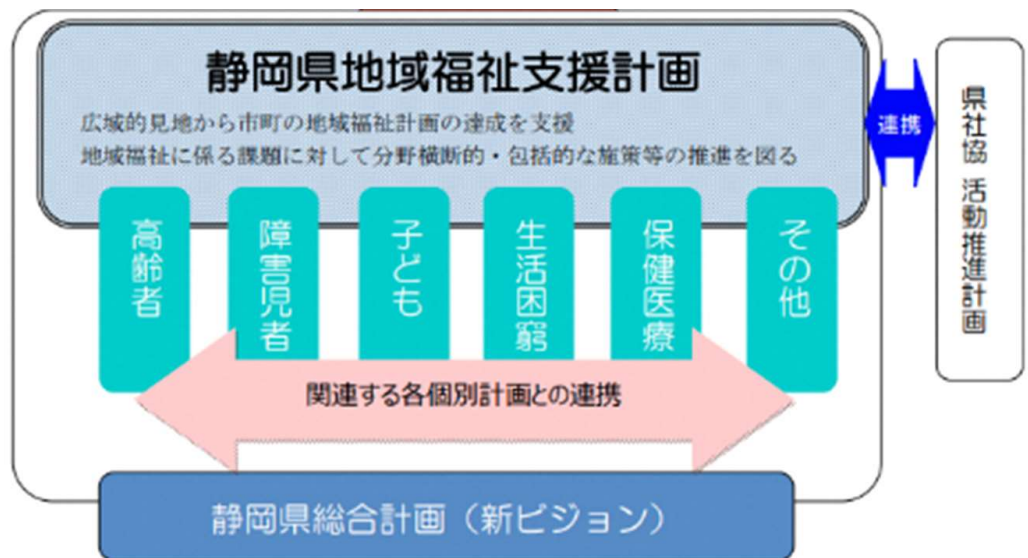 静岡県地域福祉支援計画
広域的見地から市町の地域福祉計画の達成を支援
地域福祉に係る課題に対して分野横断的・包括的な施策等の推進を図る
連携
県社協 活動推進計画
高齢者
障害児者
子ども
生活困窮
保健医療
その他
関連する各個別計画との連携
静岡県総合計画（新ビジョン）